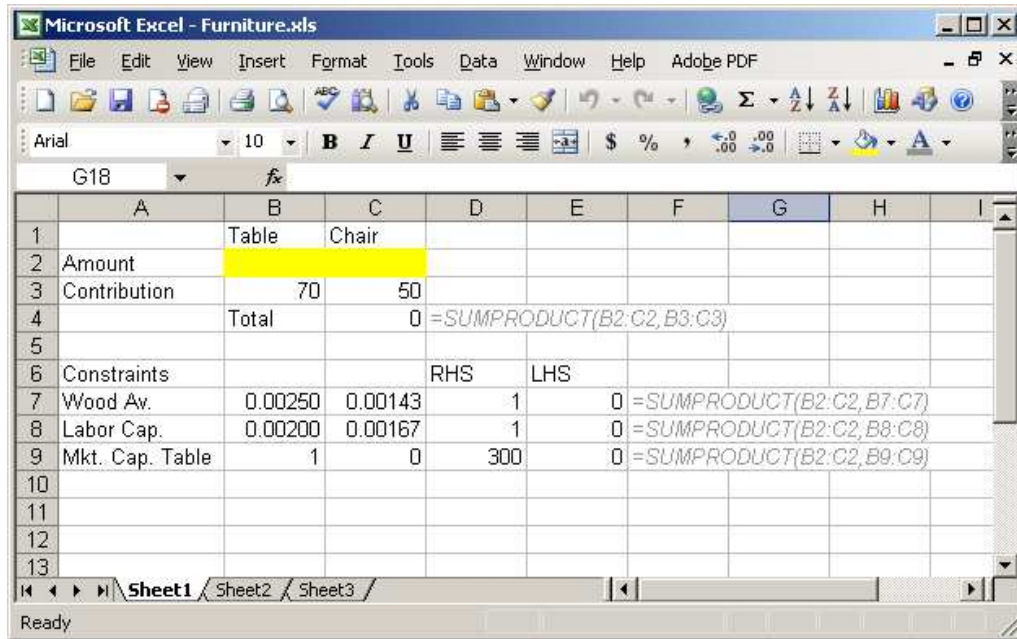 Microsoft Excel - Furniture.xls
File Edit View Insert Format Tools Data Window Help Adobe PDF
Arial 10 B I U $ % , .00 .00
G18 fx
A B C D E F G H I
1 Table Chair
2 Amount
3 Contribution 70 50
4 Total 0 =SUMPRODUCT(B2:C2,B3:C3)
5
6 Constraints RHS LHS
7 Wood Av. 0.00250 0.00143 1 0 =SUMPRODUCT(B2:C2,B7:C7)
8 Labor Cap. 0.00200 0.00167 1 0 =SUMPRODUCT(B2:C2,B8:C8)
9 Mkt. Cap. Table 1 0 300 0 =SUMPRODUCT(B2:C2,B9:C9)
10
11
12
13
Sheet1 Sheet2 Sheet3
Ready